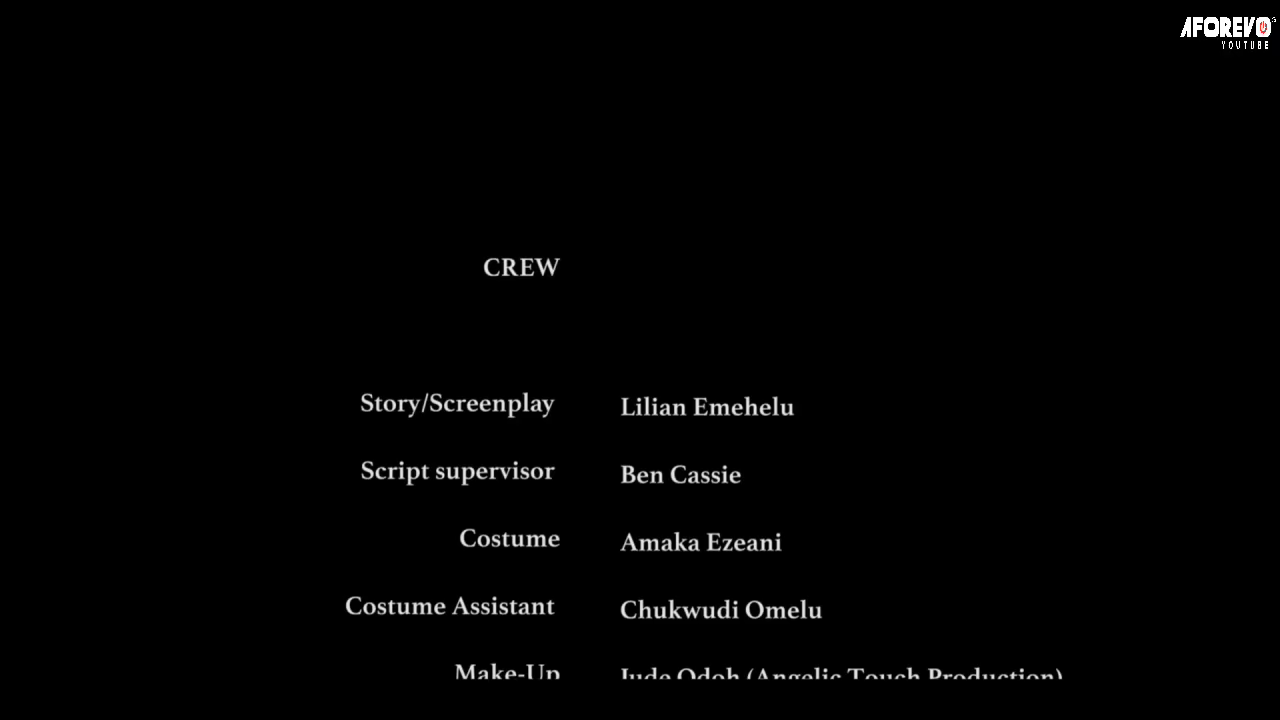 AFOREVO
YOUTUBE
CREW
Story/Screenplay Lilian Emehelu
Script supervisor Ben Cassie
Costume Amaka Ezeani
Costume Assistant Chukwudi Omelu
Make-Up Jude Odoh (Angelic Touch Production)